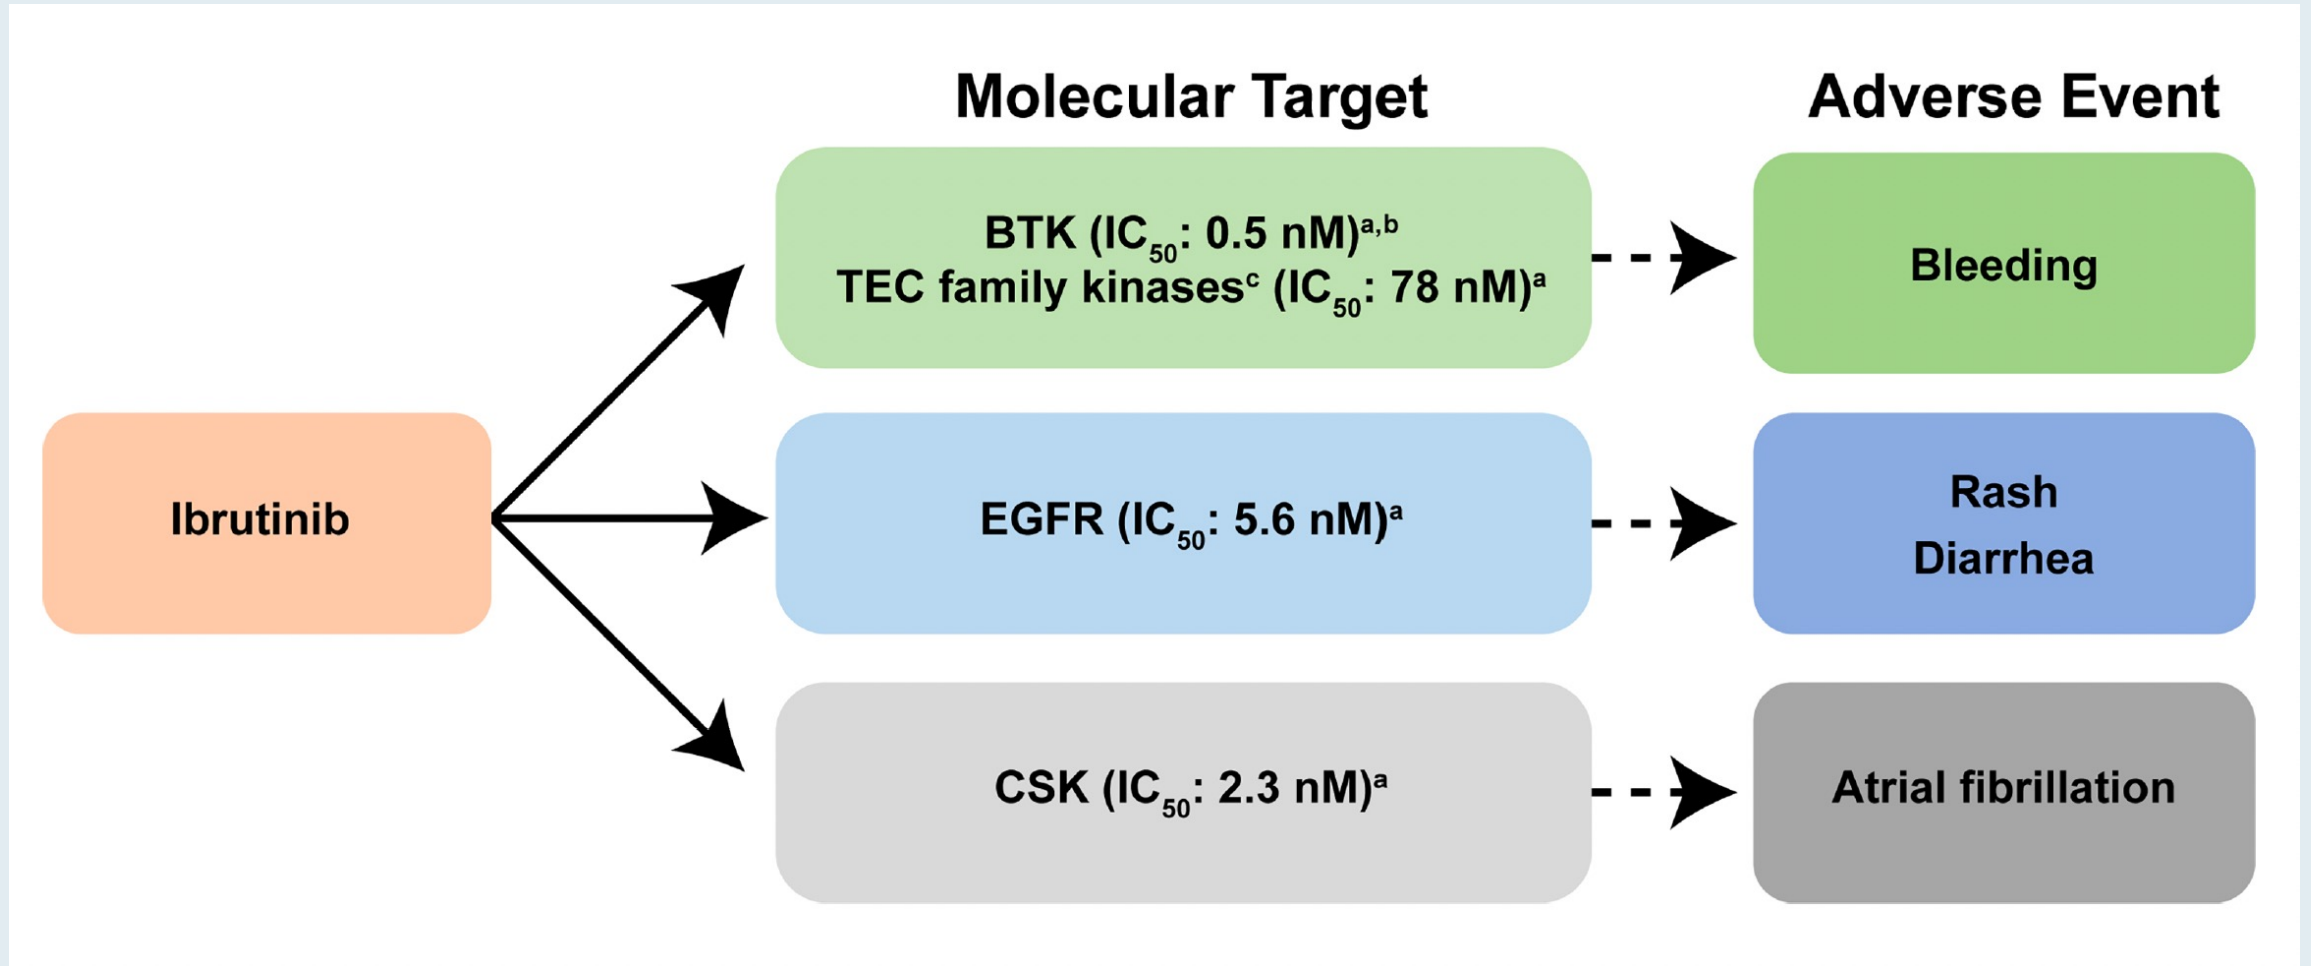 Molecular Target
Adverse Event
BTK (IC₅₀: 0.5 nM)ᵃ,ᵇ
TEC family kinasesᶜ (IC₅₀: 78 nM)ᵃ
Bleeding
Ibrutinib
EGFR (IC₅₀: 5.6 nM)ᵃ
Rash
Diarrhea
CSK (IC₅₀: 2.3 nM)ᵃ
Atrial fibrillation